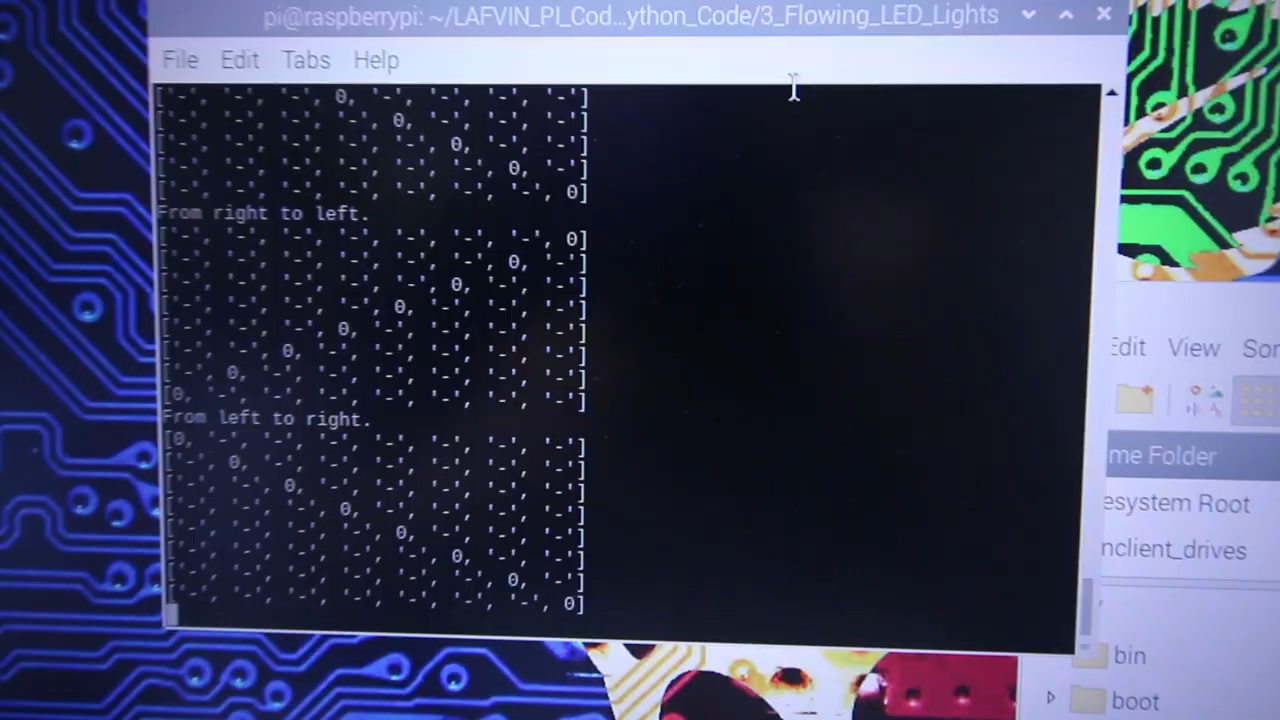 pi@raspberrypi: ~/LAFVIN_PI_Cod...ython_Code/3_Flowing_LED_Lights
File Edit Tabs Help
['-', '-', '-', 0, '-', '-', '-', '-']
['-', '-', '-', '-', 0, '-', '-', '-']
['-', '-', '-', '-', '-', 0, '-', '-']
['-', '-', '-', '-', '-', '-', 0, '-']
['-', '-', '-', '-', '-', '-', '-', 0]
From right to left.
['-', '-', '-', '-', '-', '-', '-', 0]
['-', '-', '-', '-', '-', '-', 0, '-']
['-', '-', '-', '-', '-', 0, '-', '-']
['-', '-', '-', '-', 0, '-', '-', '-']
['-', '-', '-', 0, '-', '-', '-', '-']
['-', '-', 0, '-', '-', '-', '-', '-']
['-', 0, '-', '-', '-', '-', '-', '-']
[0, '-', '-', '-', '-', '-', '-', '-']
From left to right.
[0, '-', '-', '-', '-', '-', '-', '-']
['-', 0, '-', '-', '-', '-', '-', '-']
['-', '-', 0, '-', '-', '-', '-', '-']
['-', '-', '-', 0, '-', '-', '-', '-']
['-', '-', '-', '-', 0, '-', '-', '-']
['-', '-', '-', '-', '-', 0, '-', '-']
['-', '-', '-', '-', '-', '-', 0, '-']
['-', '-', '-', '-', '-', '-', '-', 0]
Edit View Sor
me Folder
esystem Root
nclient_drives
bin
boot